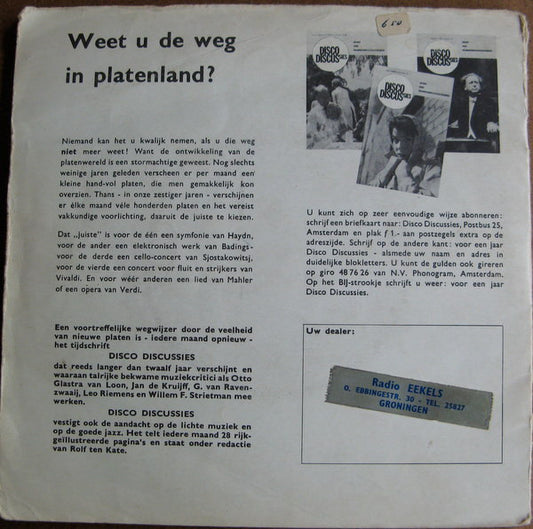 Weet u de weg
in platenland?
6 50
DISCO
DISCUSSIES
DISCO
DISCUSSIES
DISCO
DISCUSSIES
Niemand kan het u kwalijk nemen, als u die weg
niet meer weet! Want de ontwikkeling van de
platenwereld is een stormachtige geweest. Nog slechts
weinige jaren geleden verscheen er per maand een
kleine hand-vol platen, die men gemakkelijk kon
overzien. Thans - in onze zestiger jaren - verschijnen
er élke maand véle honderden platen en het vereist
vakkundige voorlichting, daaruit de juiste te kiezen.
Dat „Juiste” is voor de één een symfonie van Haydn,
voor de ander een elektronisch werk van Badings-
voor de derde een cello-concert van Sjostakowitsj,
voor de vierde een concert voor fluit en strijkers van
Vivaldi. En voor wéér anderen een lied van Mahler
of een opera van Verdi.
Een voortreffelijke wegwijzer door de veelheid
van nieuwe platen is - iedere maand opnieuw -
het tijdschrift
DISCO DISCUSSIES
dat reeds langer dan twaalf jaar verschijnt en
waaraan talrijke bekwame muziekcritici als Otto
Glastra van Loon, Jan de Kruijff, G. van Raven-
zwaaij, Leo Riemens en Willem F. Strietman mee
werken.
DISCO DISCUSSIES
vestigt ook de aandacht op de lichte muziek en
op de goede jazz. Het telt iedere maand 28 rijk-
geïllustreerde pagina's en staat onder redactie
van Rolf ten Kate.
U kunt zich op zeer eenvoudige wijze abonneren:
schrijf een briefkaart naar: Disco Discussies, Postbus 25,
Amsterdam en plak f 1.- aan postzegels extra op de
adreszijde. Schrijf op de andere kant: voor een jaar
Disco Discussies - alsmede uw naam en adres in
duidelijke blokletters. U kunt de gulden ook gireren
op giro 48 76 26 van N.V. Phonogram, Amsterdam.
Op het BIJ-strookje schrijft u weer: voor een jaar
Disco Discussies.
Uw dealer:
Radio EEKELS
O. EBBINGESTR. 30 - TEL. 25827
GRONINGEN